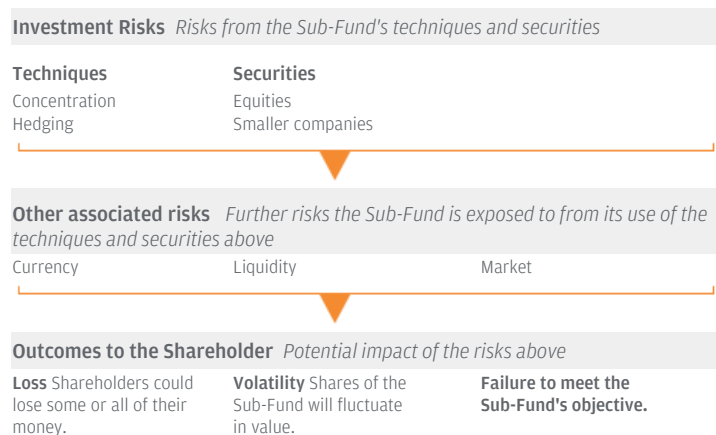 Investment Risks Risks from the Sub-Fund's techniques and securities
Techniques
Concentration
Hedging
Securities
Equities
Smaller companies
Other associated risks Further risks the Sub-Fund is exposed to from its use of the
techniques and securities above
Currency
Liquidity
Market
Outcomes to the Shareholder Potential impact of the risks above
Loss Shareholders could
lose some or all of their
money.
Volatility Shares of the
Sub-Fund will fluctuate
in value.
Failure to meet the
Sub-Fund's objective.